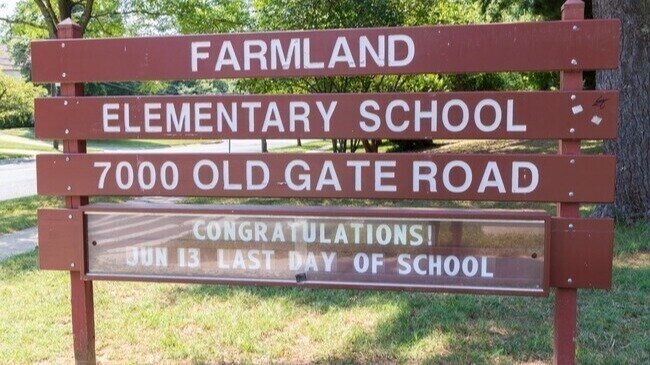 FARMLAND
ELEMENTARY SCHOOL
7000 OLD GATE ROAD
CONGRATULATIONS!
JUN 13 LAST DAY OF SCHOOL